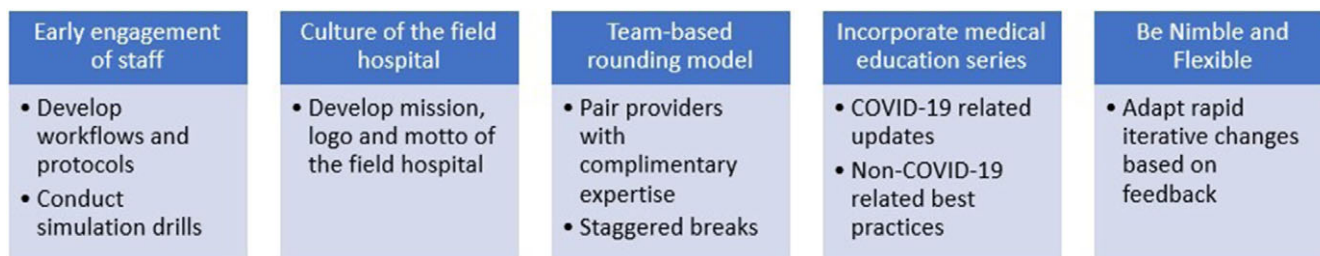 Early engagement
of staff
• Develop
workflows and
protocols
• Conduct
simulation drills
Culture of the field
hospital
• Develop mission,
logo and motto of
the field hospital
Team-based
rounding model
• Pair providers
with
complimentary
expertise
• Staggered breaks
Incorporate medical
education series
• COVID-19 related
updates
• Non-COVID-19
related best
practices
Be Nimble and
Flexible
• Adapt rapid
iterative changes
based on
feedback